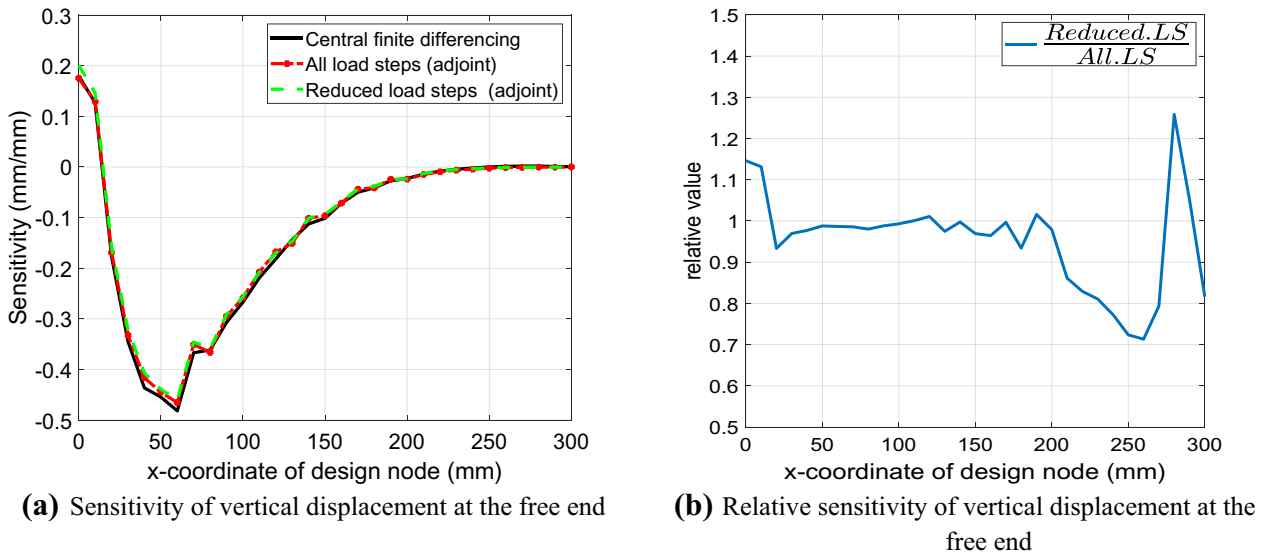 0.3
0.2
0.1
0
-0.1
-0.2
-0.3
-0.4
-0.5
Sensitivity (mm/mm)
Central finite differencing
All load steps (adjoint)
Reduced load steps (adjoint)
0 50 100 150 200 250 300
x-coordinate of design node (mm)
(a) Sensitivity of vertical displacement at the free end
1.5
1.4
1.3
1.2
1.1
1
0.9
0.8
0.7
0.6
0.5
relative value
Reduced.LS
All.LS
0 50 100 150 200 250 300
x-coordinate of design node (mm)
(b) Relative sensitivity of vertical displacement at the
free end